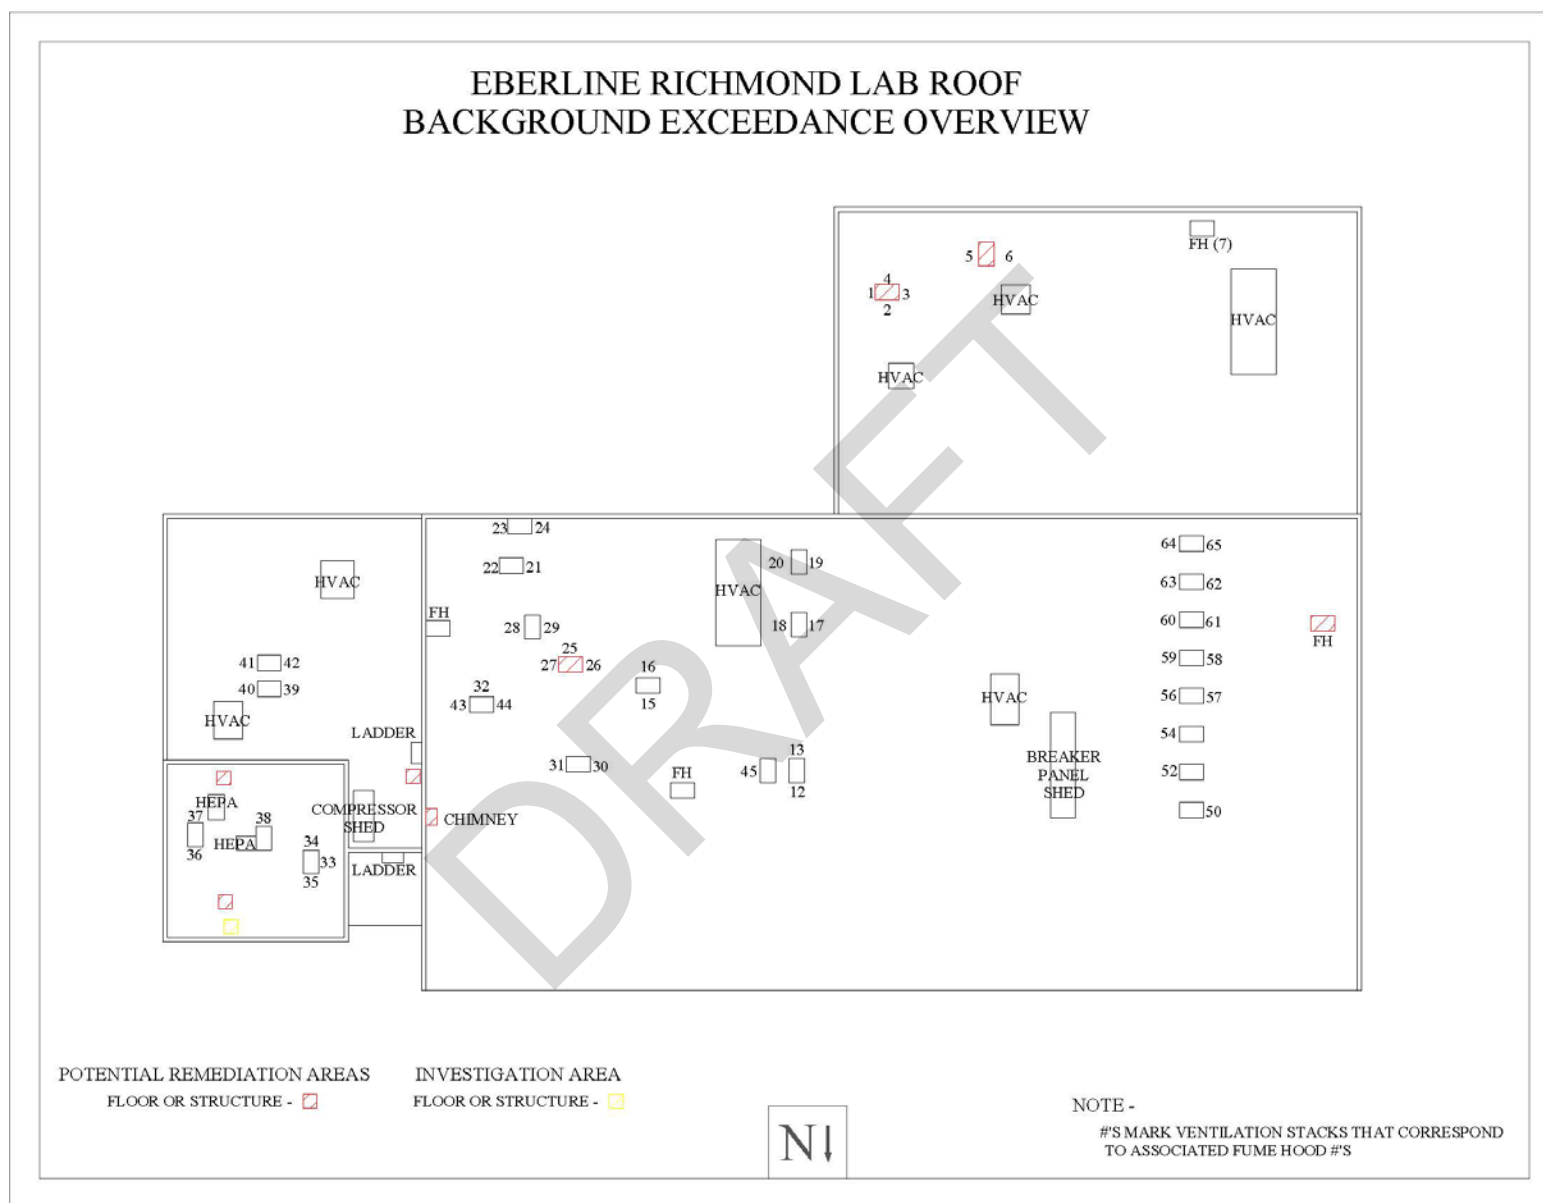 EBERLINE RICHMOND LAB ROOF
BACKGROUND EXCEEDANCE OVERVIEW
FH (7)
5 6
4
1 3
2
HVAC
HVAC
HVAC
23 24
22 21
20 19
64 65
HVAC
HVAC
63 62
FH
28 29
18 17
60 61
FH
25
27 26
41 42
16
59 58
32
40 39
43 44
15
HVAC
56 57
HVAC
LADDER
54
13
31 30
FH
45
12
BREAKER
PANEL
SHED
52
HEPA
COMPRESSOR
SHED
CHIMNEY
50
37
38
36
HEPA
34
33
35
LADDER
DRAFT
POTENTIAL REMEDIATION AREAS
FLOOR OR STRUCTURE -
INVESTIGATION AREA
FLOOR OR STRUCTURE -
N
NOTE -
#'S MARK VENTILATION STACKS THAT CORRESPOND
TO ASSOCIATED FUME HOOD #'S